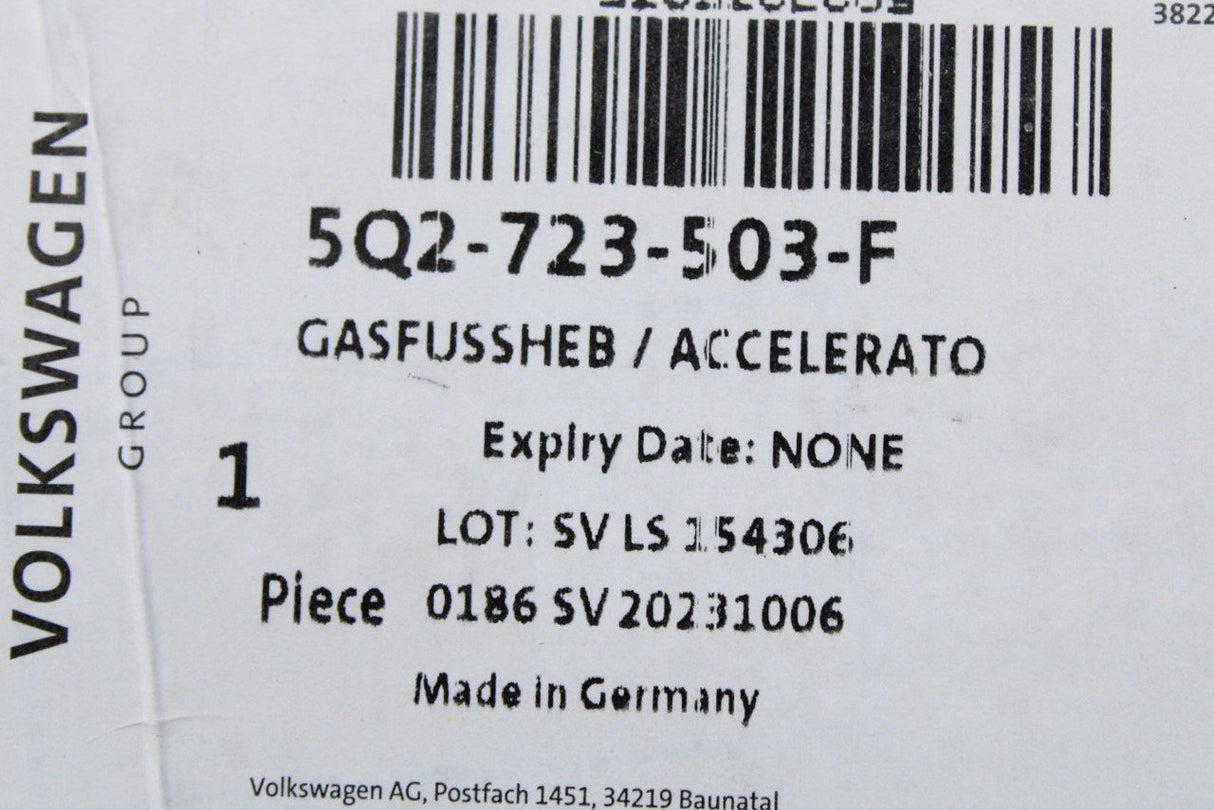 3822
5Q2-723-503-F
GASFUSSHEB / ACCELERATO
Expiry Date: NONE
1
LOT: SV LS 154306
Piece 0186 SV 20231006
Made in Germany
Volkswagen AG, Postfach 1451, 34219 Baunatal
VOLKSWAGEN
GROUP